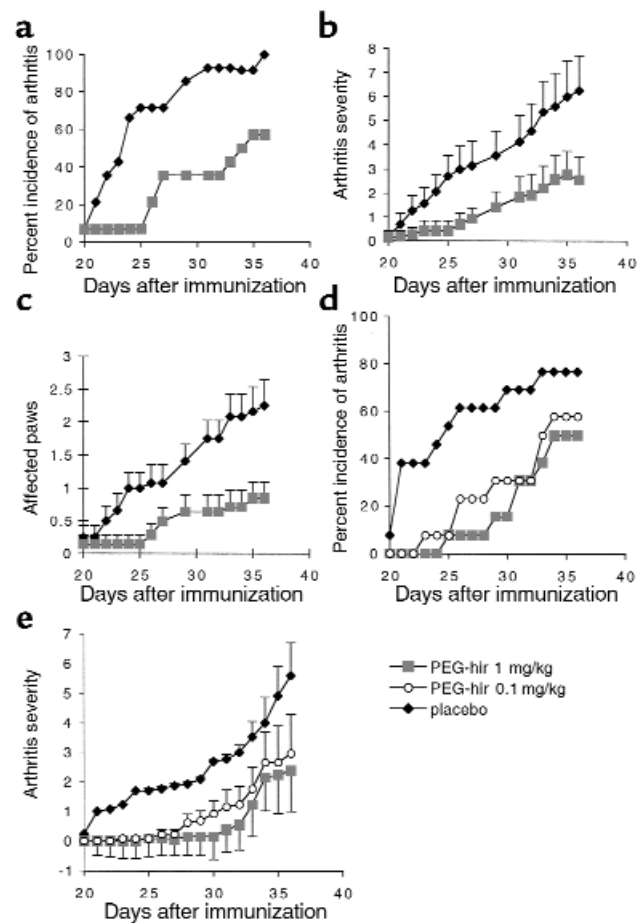 a
100
80
60
40
20
0
20 25 30 35 40
Percent incidence of arthritis
Days after immunization
b
8
7
6
5
4
3
2
1
0
20 25 30 35 40
Arthritis severity
Days after immunization
c
3
2.5
2
1.5
1
0.5
0
20 25 30 35 40
Affected paws
Days after immunization
d
100
80
60
40
20
0
20 25 30 35 40
Percent incidence of arthritis
Days after immunization
e
7
6
5
4
3
2
1
0
-1
20 25 30 35 40
Arthritis severity
Days after immunization
PEG-hir 1 mg/kg
PEG-hir 0.1 mg/kg
placebo